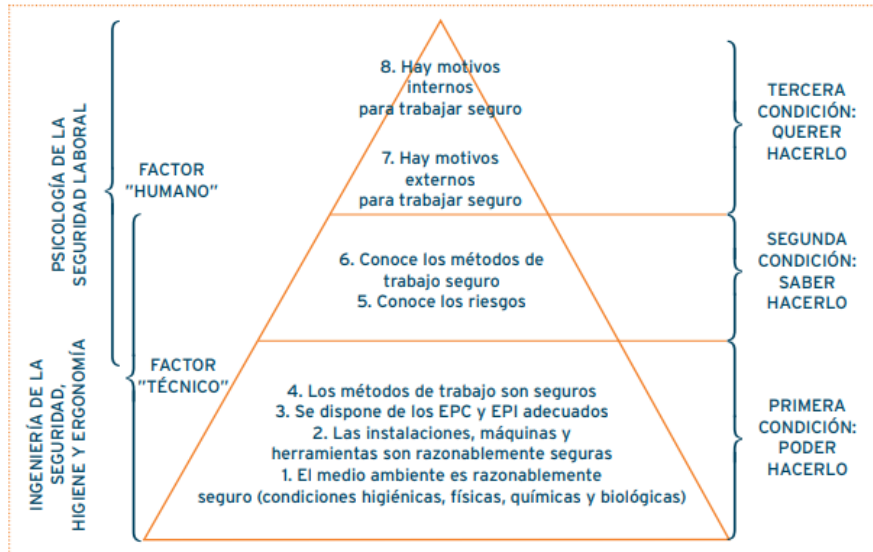 8. Hay motivos
internos
para trabajar seguro
7. Hay motivos
externos
para trabajar seguro
6. Conoce los métodos de
trabajo seguro
5. Conoce los riesgos
4. Los métodos de trabajo son seguros
3. Se dispone de los EPC y EPI adecuados
2. Las instalaciones, máquinas y
herramientas son razonablemente seguras
1. El medio ambiente es razonablemente
seguro (condiciones higiénicas, físicas, químicas y biológicas)
PSICOLOGÍA DE LA
SEGURIDAD LABORAL
INGENIERÍA DE LA
SEGURIDAD,
HIGIENE Y ERGONOMÍA
FACTOR
"HUMANO"
FACTOR
"TÉCNICO"
TERCERA
CONDICIÓN:
QUERER
HACERLO
SEGUNDA
CONDICIÓN:
SABER
HACERLO
PRIMERA
CONDICIÓN:
PODER
HACERLO